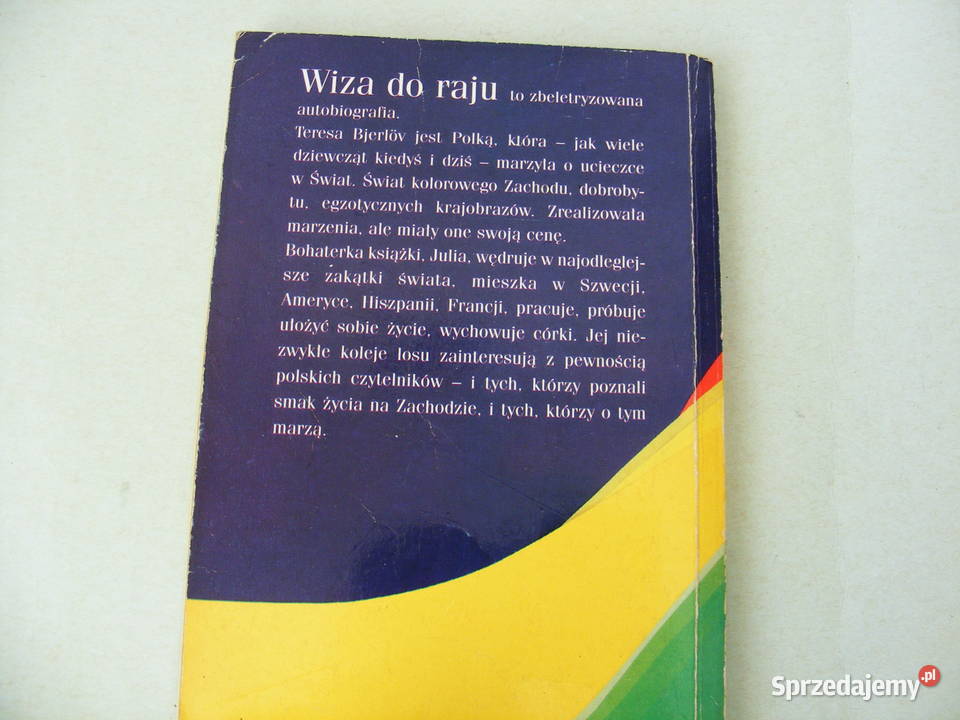 Wiza do raju to zbeletryzowana
autobiografia.
Teresa Bjerlöv jest Polką, która – jak wiele
dziewcząt kiedyś i dziś – marzyła o ucieczce
w Świat. Świat kolorowego Zachodu, dobroby-
tu, egzotycznych krajobrazów. Zrealizowała
marzenia, ale miały one swoją cenę.
Bohaterka książki, Julia, wędruje w najodleglej-
sze zakątki świata, mieszka w Szwecji,
Ameryce, Hiszpanii, Francji, pracuje, próbuje
ułożyć sobie życie, wychowuje córki. Jej nie-
zwykłe koleje losu zainteresują z pewnością
polskich czytelników – i tych, którzy poznali
smak życia na Zachodzie, i tych, którzy o tym
marzą.
Sprzedajemy.pl